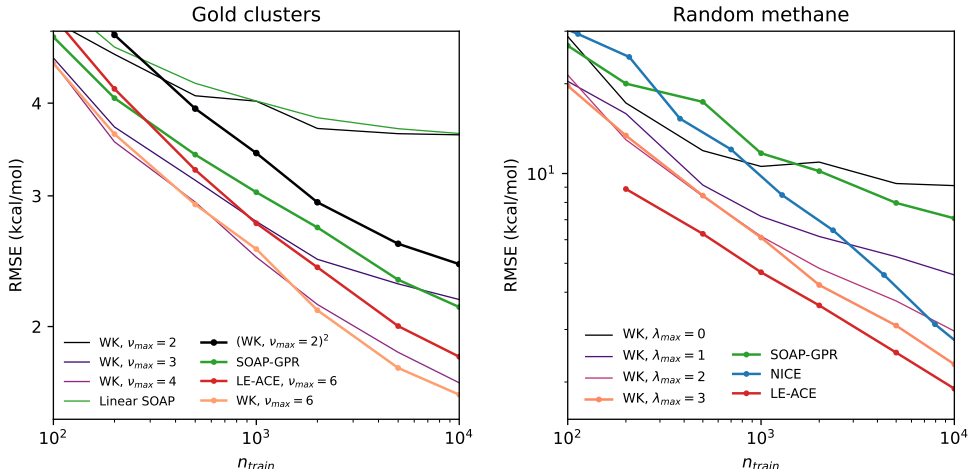 Gold clusters
RMSE (kcal/mol)
4
3
2
WK, νmax = 2
WK, νmax = 3
WK, νmax = 4
Linear SOAP
(WK, νmax = 2)²
SOAP-GPR
LE-ACE, νmax = 6
WK, νmax = 6
10²
10³
10⁴
ntrain
Random methane
RMSE (kcal/mol)
10¹
WK, λmax = 0
WK, λmax = 1
WK, λmax = 2
WK, λmax = 3
SOAP-GPR
NICE
LE-ACE
10²
10³
10⁴
ntrain